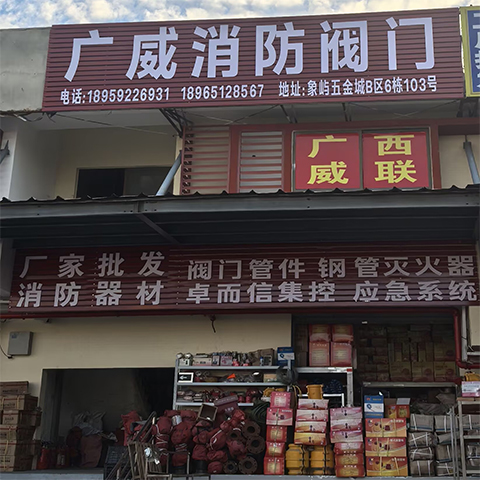 广威消防阀门
电话:18959226931 18965128567 地址:象屿五金城B区6栋103号
广威
西联
厂家批发 阀门管件 钢管灭火器
消防器材 卓而信集控 应急系统